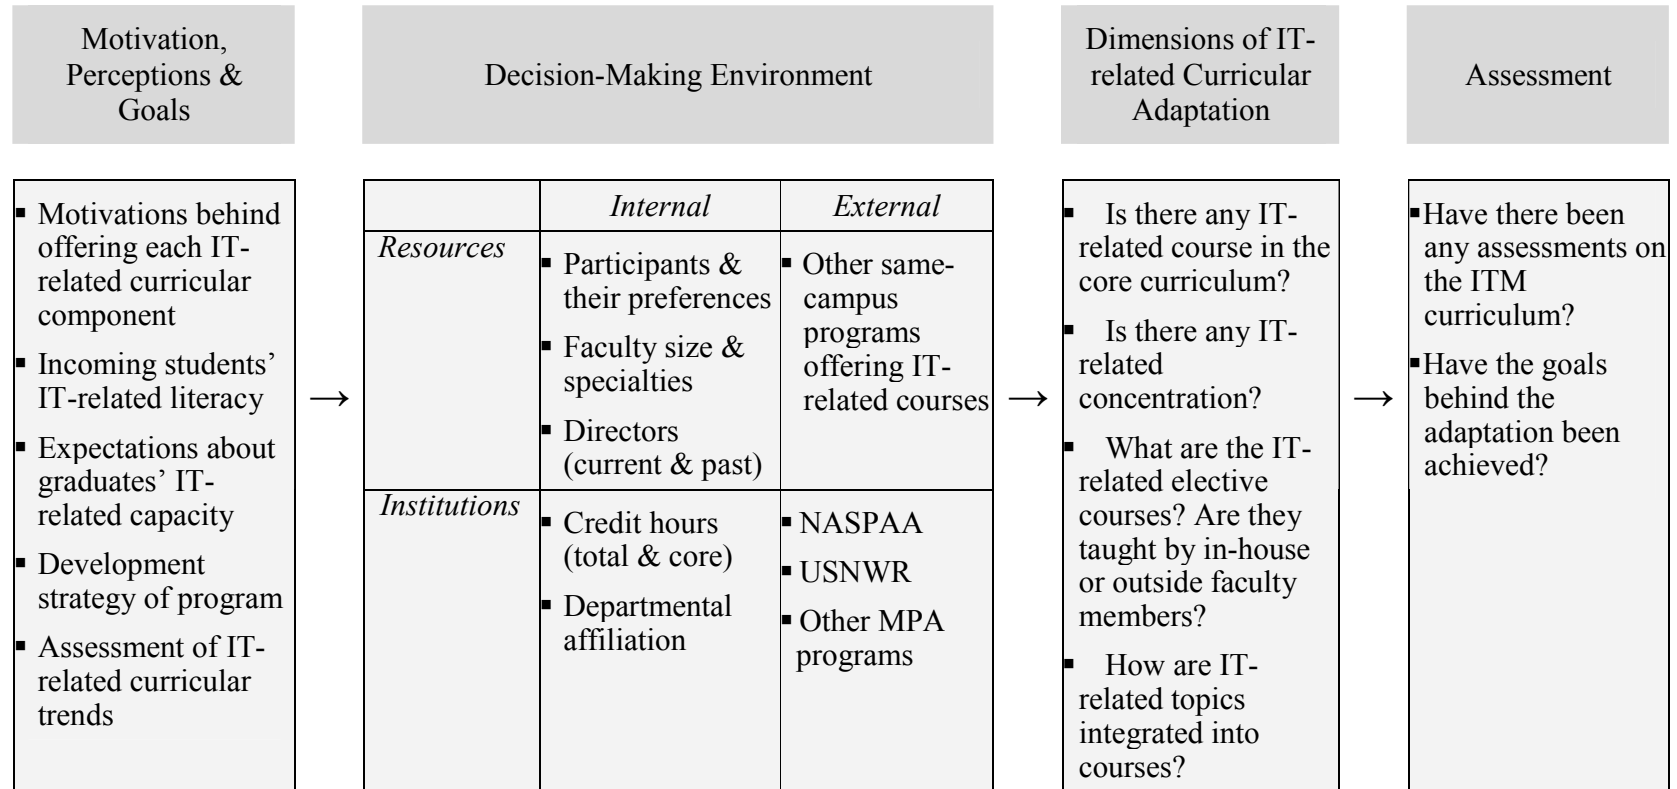 Motivation,
Perceptions &
Goals
Decision-Making Environment
Dimensions of IT-
related Curricular
Adaptation
Assessment
▪ Motivations behind
offering each IT-
related curricular
component
▪ Incoming students’
IT-related literacy
▪ Expectations about
graduates’ IT-
related capacity
▪ Development
strategy of program
▪ Assessment of IT-
related curricular
trends
→
Internal
External
Resources
▪ Participants &
their preferences
▪ Faculty size &
specialties
▪ Directors
(current & past)
▪ Other same-
campus
programs
offering IT-
related courses
Institutions
▪ Credit hours
(total & core)
▪ Departmental
affiliation
▪ NASPAA
▪ USNWR
▪ Other MPA
programs
→
▪ Is there any IT-
related course in the
core curriculum?
▪ Is there any IT-
related
concentration?
▪ What are the IT-
related elective
courses? Are they
taught by in-house
or outside faculty
members?
▪ How are IT-
related topics
integrated into
courses?
→
▪ Have there been
any assessments on
the ITM
curriculum?
▪ Have the goals
behind the
adaptation been
achieved?